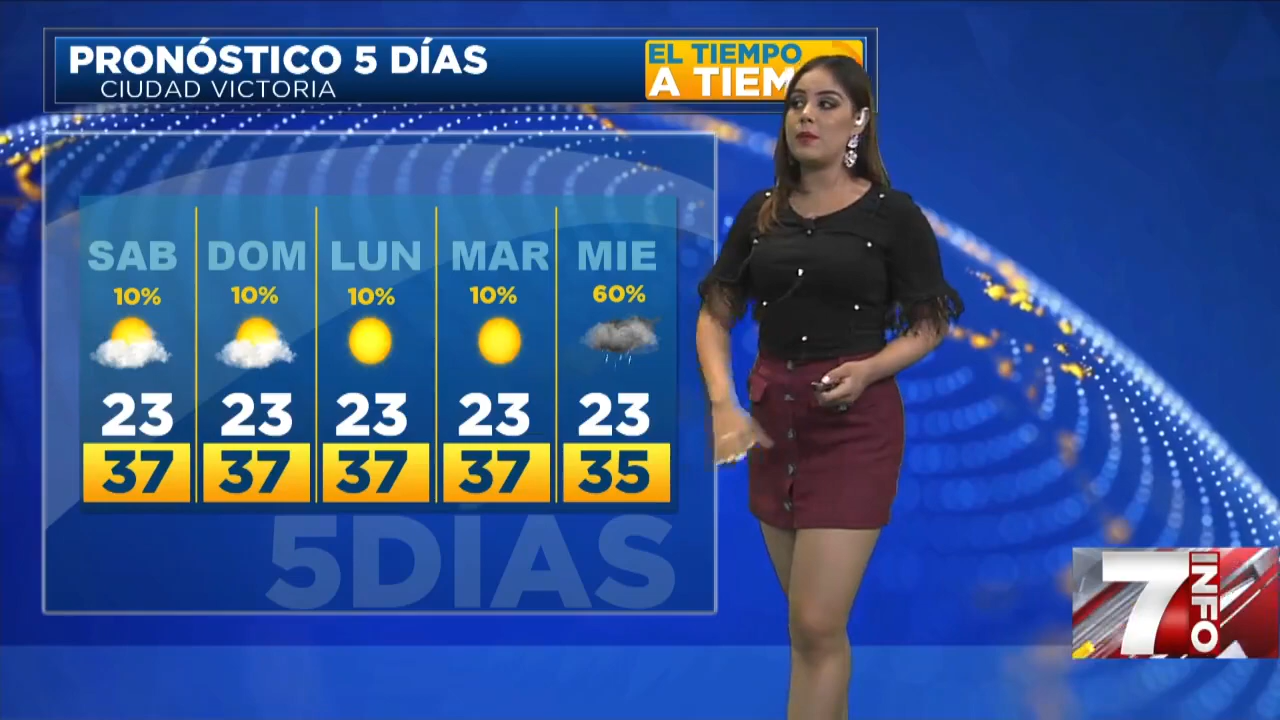 PRONÓSTICO 5 DÍAS
CIUDAD VICTORIA
EL TIEMPO
A TIEM
SAB DOM LUN MAR MIE
10% 10% 10% 10% 60%
23 23 23 23 23
37 37 37 37 35
5DÍAS
7 INFO